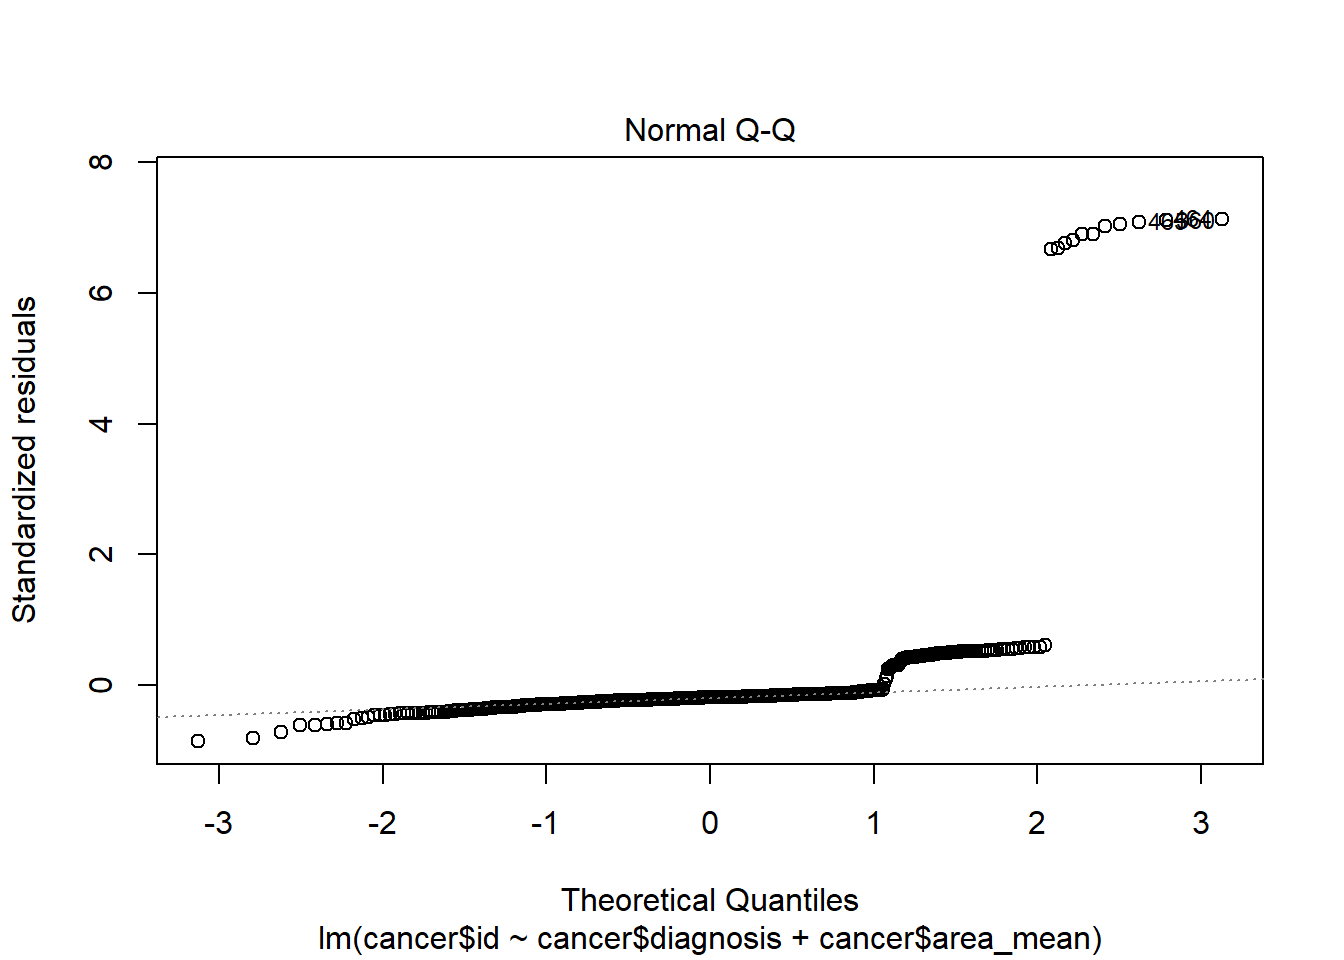 Normal Q-Q
Standardized residuals
8
6
4
2
0
-3 -2 -1 0 1 2 3
Theoretical Quantiles
lm(cancer$id ~ cancer$diagnosis + cancer$area_mean)